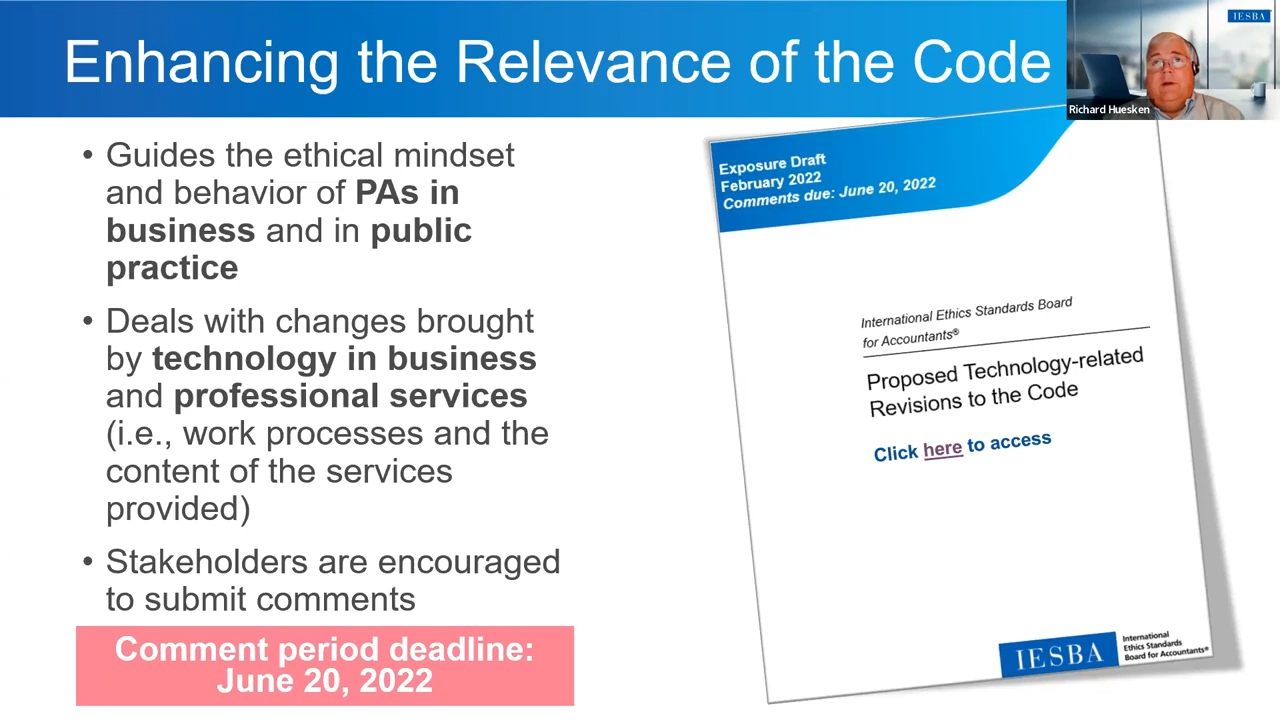 Enhancing the Relevance of the Code
IESBA
Richard Huesken
• Guides the ethical mindset
and behavior of PAs in
business and in public
practice
• Deals with changes brought
by technology in business
and professional services
(i.e., work processes and the
content of the services
provided)
• Stakeholders are encouraged
to submit comments
Comment period deadline:
June 20, 2022
Exposure Draft
February 2022
Comments due: June 20, 2022
International Ethics Standards Board
for Accountants®
Proposed Technology-related
Revisions to the Code
Click here to access
IESBA
International
Ethics Standards
Board for Accountants®